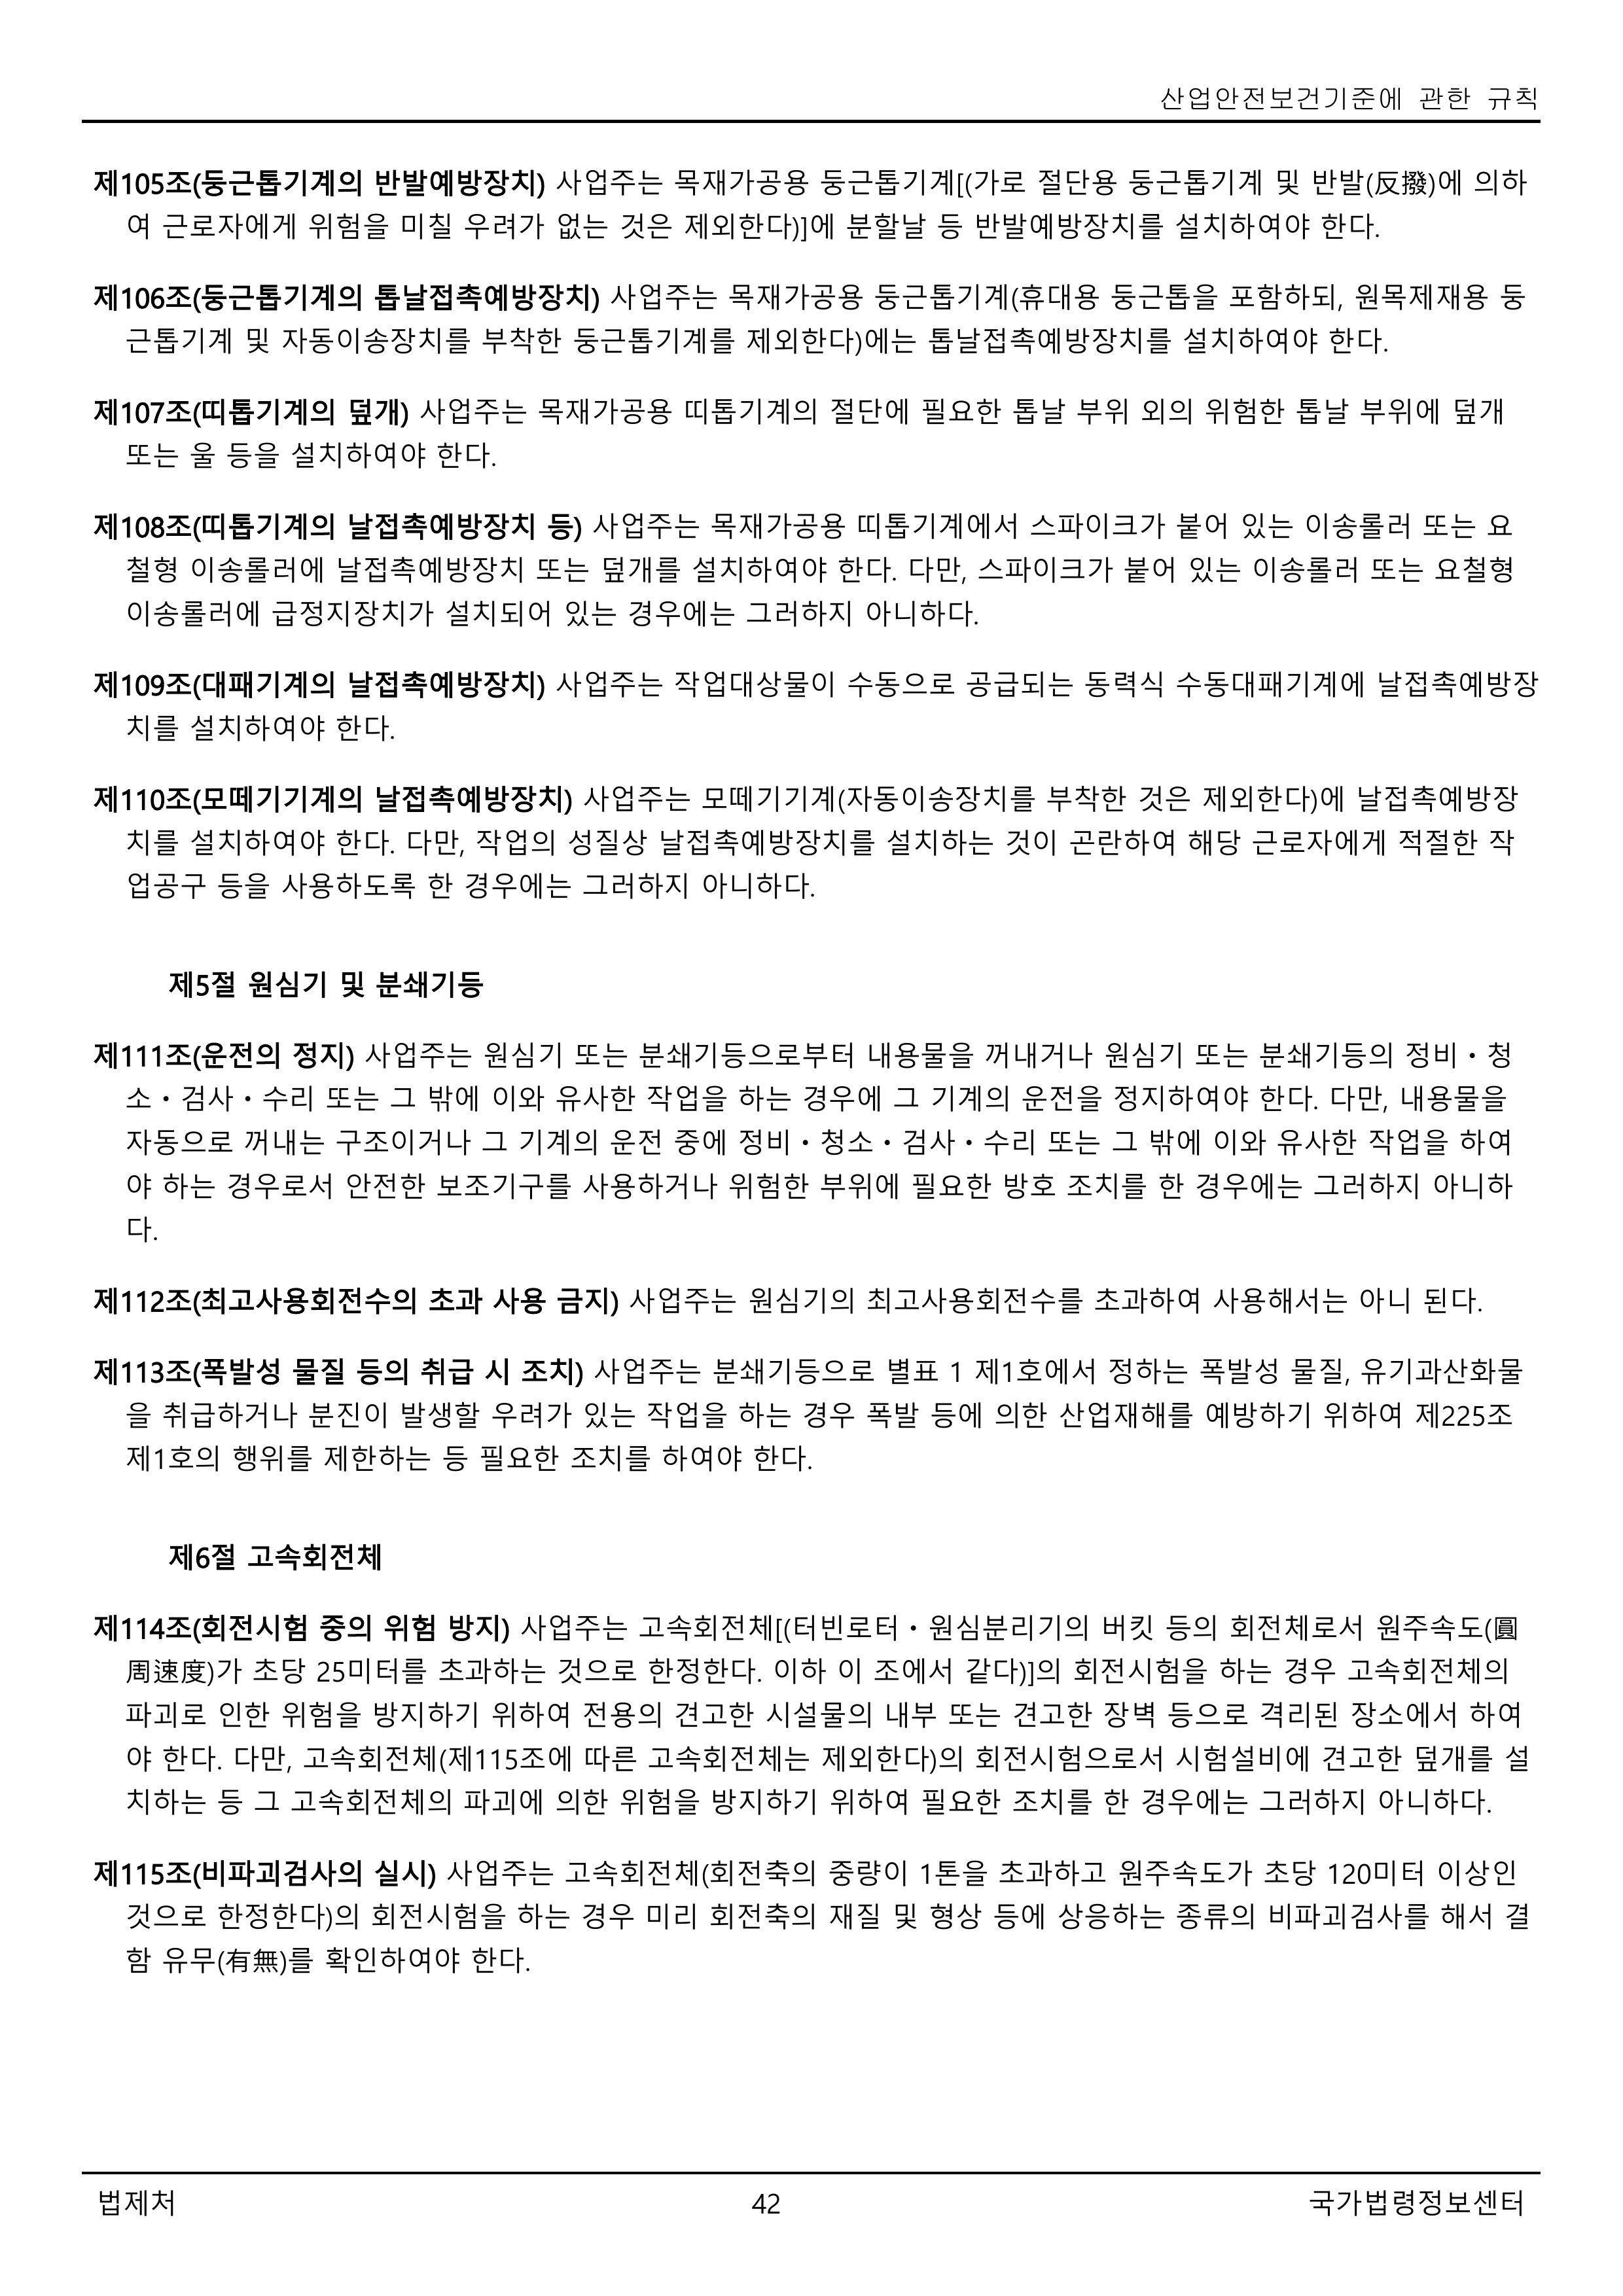 산업안전보건기준에 관한 규칙
제105조(둥근톱기계의 반발예방장치) 사업주는 목재가공용 둥근톱기계[(가로 절단용 둥근톱기계 및 반발(反撥)에 의하
여 근로자에게 위험을 미칠 우려가 없는 것은 제외한다)]에 분할날 등 반발예방장치를 설치하여야 한다.
제106조(둥근톱기계의 톱날접촉예방장치) 사업주는 목재가공용 둥근톱기계(휴대용 둥근톱을 포함하되, 원목제재용 둥
근톱기계 및 자동이송장치를 부착한 둥근톱기계를 제외한다)에는 톱날접촉예방장치를 설치하여야 한다.
제107조(띠톱기계의 덮개) 사업주는 목재가공용 띠톱기계의 절단에 필요한 톱날 부위 외의 위험한 톱날 부위에 덮개
또는 울 등을 설치하여야 한다.
제108조(띠톱기계의 날접촉예방장치 등) 사업주는 목재가공용 띠톱기계에서 스파이크가 붙어 있는 이송롤러 또는 요
철형 이송롤러에 날접촉예방장치 또는 덮개를 설치하여야 한다. 다만, 스파이크가 붙어 있는 이송롤러 또는 요철형
이송롤러에 급정지장치가 설치되어 있는 경우에는 그러하지 아니하다.
제109조(대패기계의 날접촉예방장치) 사업주는 작업대상물이 수동으로 공급되는 동력식 수동대패기계에 날접촉예방장
치를 설치하여야 한다.
제110조(모떼기기계의 날접촉예방장치) 사업주는 모떼기기계(자동이송장치를 부착한 것은 제외한다)에 날접촉예방장
치를 설치하여야 한다. 다만, 작업의 성질상 날접촉예방장치를 설치하는 것이 곤란하여 해당 근로자에게 적절한 작
업공구 등을 사용하도록 한 경우에는 그러하지 아니하다.
제5절 원심기 및 분쇄기등
제111조(운전의 정지) 사업주는 원심기 또는 분쇄기등으로부터 내용물을 꺼내거나 원심기 또는 분쇄기등의 정비ㆍ청
소ㆍ검사ㆍ수리 또는 그 밖에 이와 유사한 작업을 하는 경우에 그 기계의 운전을 정지하여야 한다. 다만, 내용물을
자동으로 꺼내는 구조이거나 그 기계의 운전 중에 정비ㆍ청소ㆍ검사ㆍ수리 또는 그 밖에 이와 유사한 작업을 하여
야 하는 경우로서 안전한 보조기구를 사용하거나 위험한 부위에 필요한 방호 조치를 한 경우에는 그러하지 아니하
다.
제112조(최고사용회전수의 초과 사용 금지) 사업주는 원심기의 최고사용회전수를 초과하여 사용해서는 아니 된다.
제113조(폭발성 물질 등의 취급 시 조치) 사업주는 분쇄기등으로 별표 1 제1호에서 정하는 폭발성 물질, 유기과산화물
을 취급하거나 분진이 발생할 우려가 있는 작업을 하는 경우 폭발 등에 의한 산업재해를 예방하기 위하여 제225조
제1호의 행위를 제한하는 등 필요한 조치를 하여야 한다.
제6절 고속회전체
제114조(회전시험 중의 위험 방지) 사업주는 고속회전체[(터빈로터ㆍ원심분리기의 버킷 등의 회전체로서 원주속도(圓
周速度)가 초당 25미터를 초과하는 것으로 한정한다. 이하 이 조에서 같다)]의 회전시험을 하는 경우 고속회전체의
파괴로 인한 위험을 방지하기 위하여 전용의 견고한 시설물의 내부 또는 견고한 장벽 등으로 격리된 장소에서 하여
야 한다. 다만, 고속회전체(제115조에 따른 고속회전체는 제외한다)의 회전시험으로서 시험설비에 견고한 덮개를 설
치하는 등 그 고속회전체의 파괴에 의한 위험을 방지하기 위하여 필요한 조치를 한 경우에는 그러하지 아니하다.
제115조(비파괴검사의 실시) 사업주는 고속회전체(회전축의 중량이 1톤을 초과하고 원주속도가 초당 120미터 이상인
것으로 한정한다)의 회전시험을 하는 경우 미리 회전축의 재질 및 형상 등에 상응하는 종류의 비파괴검사를 해서 결
함 유무(有無)를 확인하여야 한다.
법제처 42 국가법령정보센터